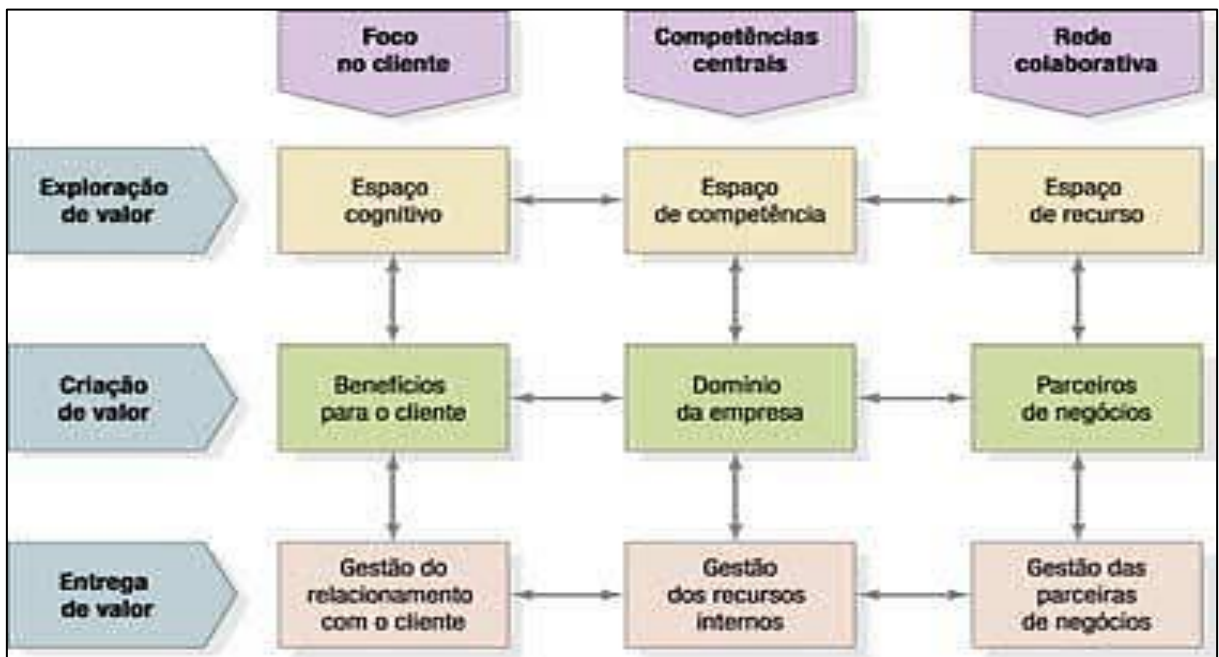 Foco
no cliente
Competências
centrais
Rede
colaborativa
Exploração
de valor
Espaço
cognitivo
Espaço
de competência
Espaço
de recurso
Criação
de valor
Benefícios
para o cliente
Domínio
da empresa
Parceiros
de negócios
Entrega
de valor
Gestão do
relacionamento
com o cliente
Gestão
dos recursos
internos
Gestão das
parceiras
de negócios